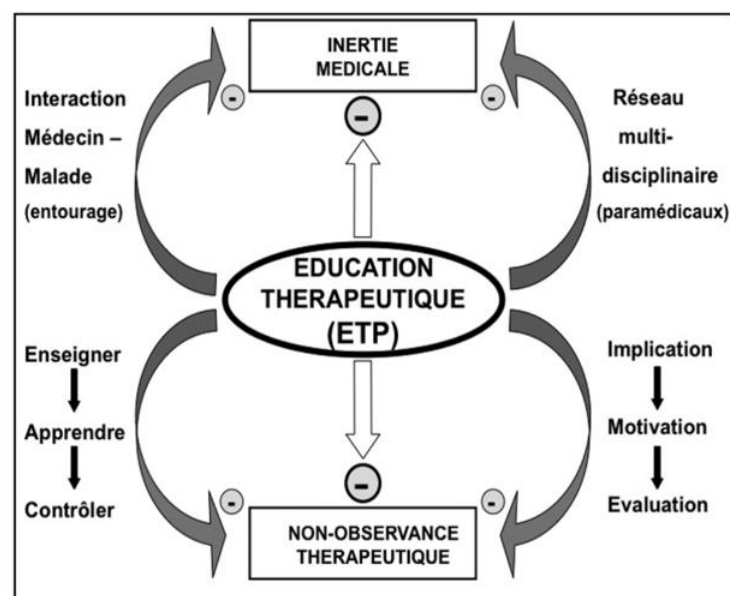 INERTIE
MEDICALE
-
-
-
Interaction
Médecin –
Malade
(entourage)
Réseau
multi-
disciplinaire
(paramédicaux)
EDUCATION
THERAPEUTIQUE
(ETP)
Enseigner
Apprendre
Contrôler
Implication
Motivation
Evaluation
-
-
-
NON-OBSERVANCE
THERAPEUTIQUE